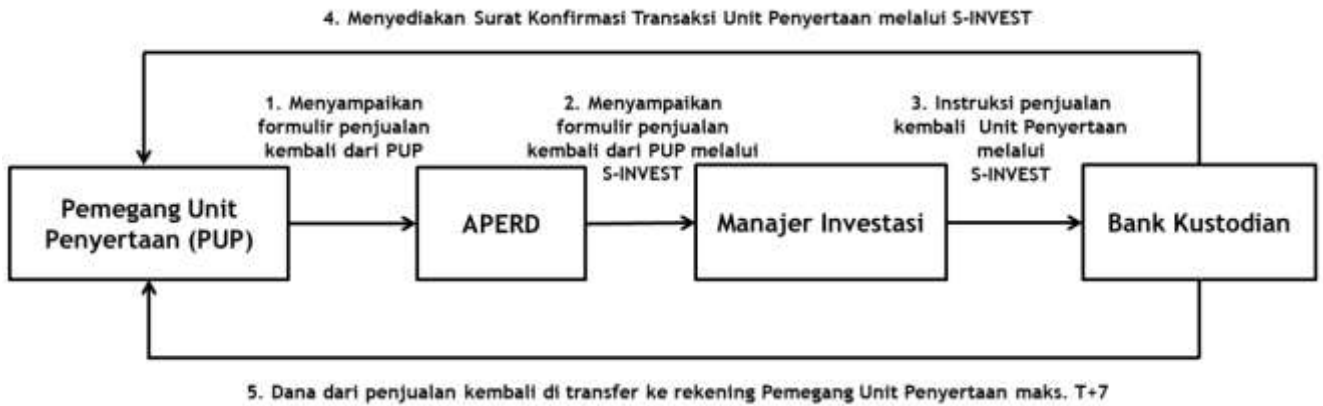 4. Menyediakan Surat Konfirmasi Transaksi Unit Penyertaan melalui S-INVEST
1. Menyampaikan
formulir penjualan
kembali dari PUP
2. Menyampaikan
formulir penjualan
kembali dari PUP melalui
S-INVEST
3. Instruksi penjualan
kembali Unit Penyertaan
melalui
S-INVEST
Pemegang Unit
Penyertaan (PUP)
APERD
Manajer Investasi
Bank Kustodian
5. Dana dari penjualan kembali di transfer ke rekening Pemegang Unit Penyertaan maks. T+7